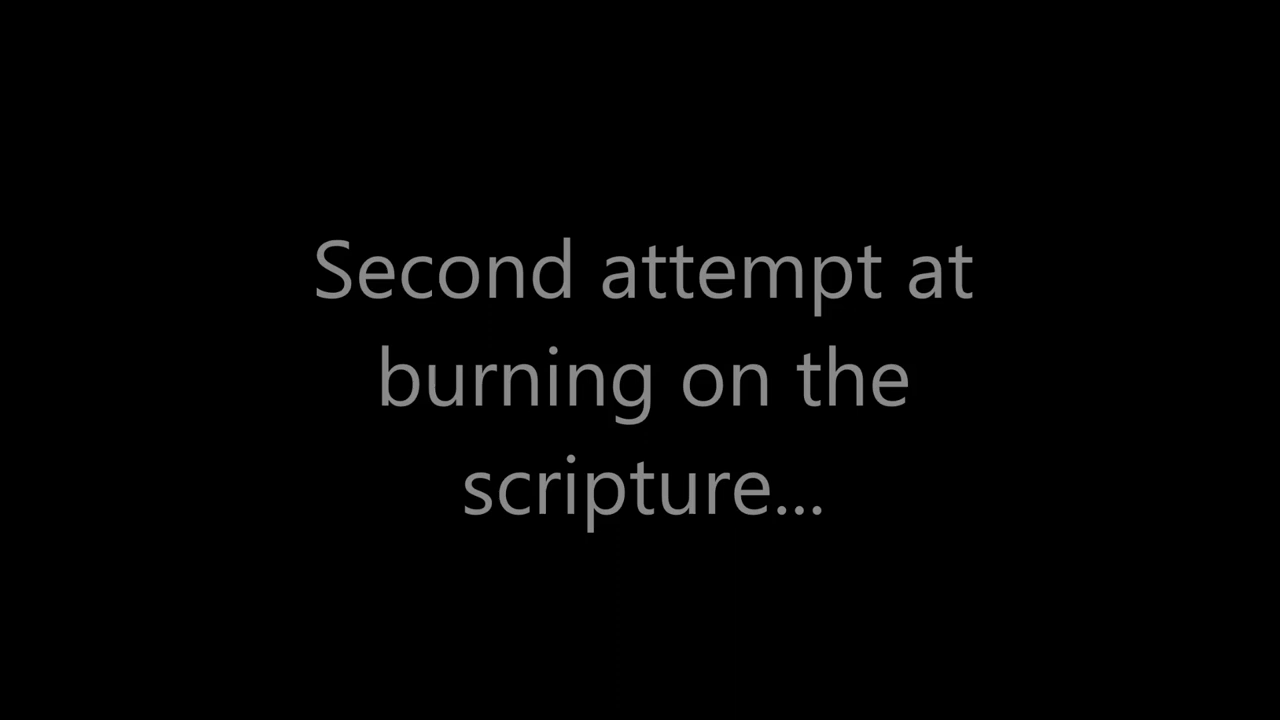 Second attempt at
burning on the
scripture...